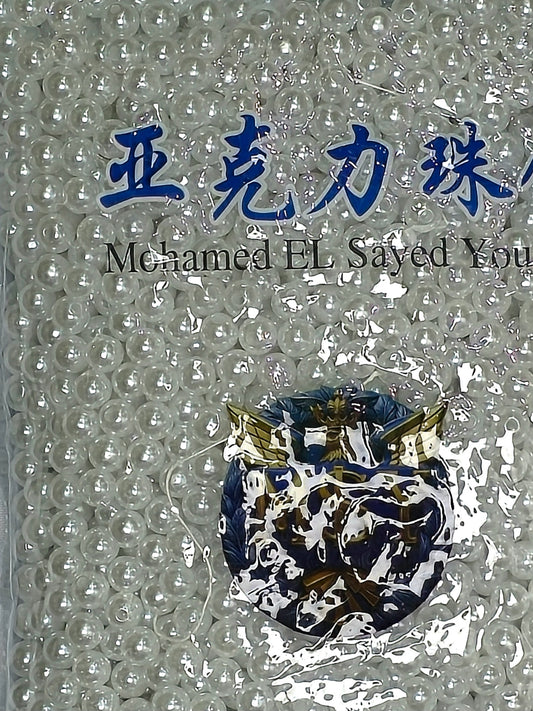 亚克力珠
Mohamed EL Sayed You